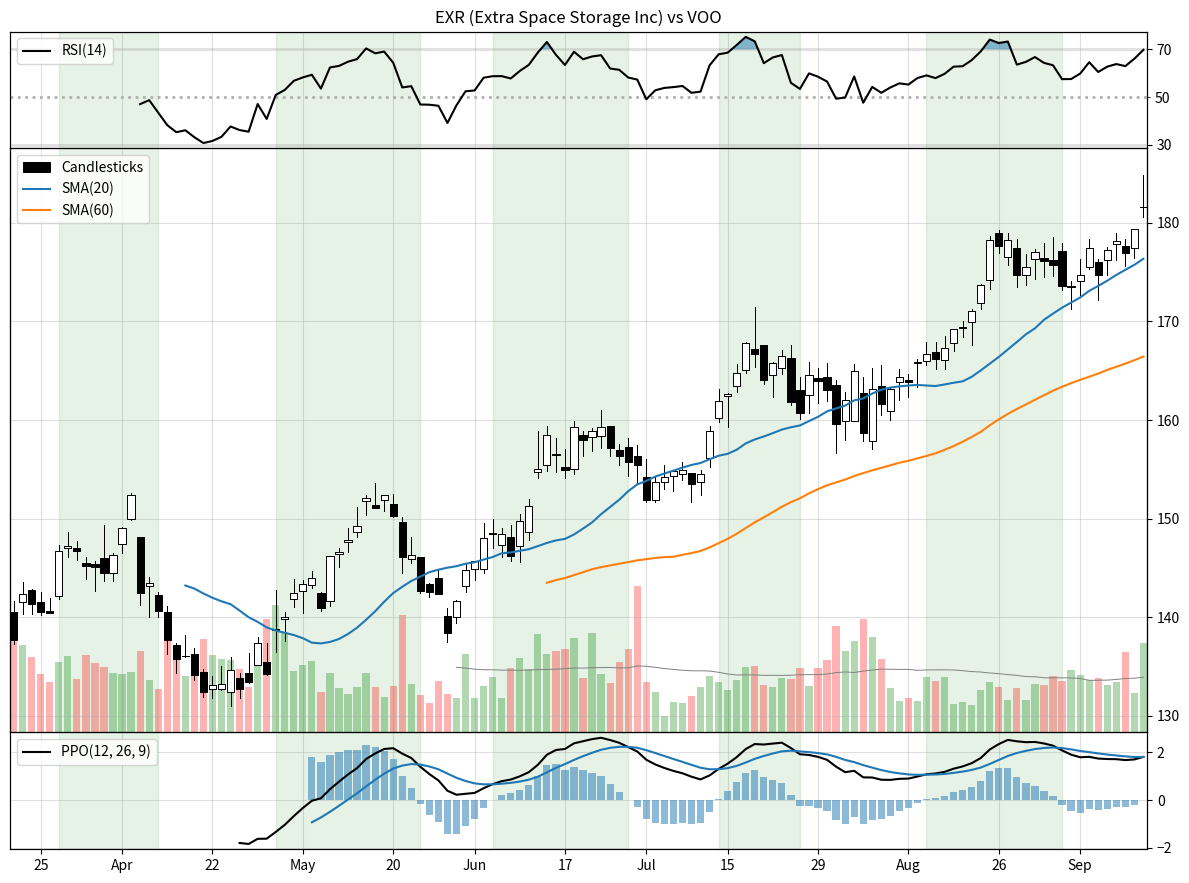 EXR (Extra Space Storage Inc) vs VOO
RSI(14)
70
50
30
Candlesticks
SMA(20)
SMA(60)
180
170
160
150
140
130
PPO(12, 26, 9)
2
0
−2
25 Apr 22 May 20 Jun 17 Jul 15 29 Aug 26 Sep